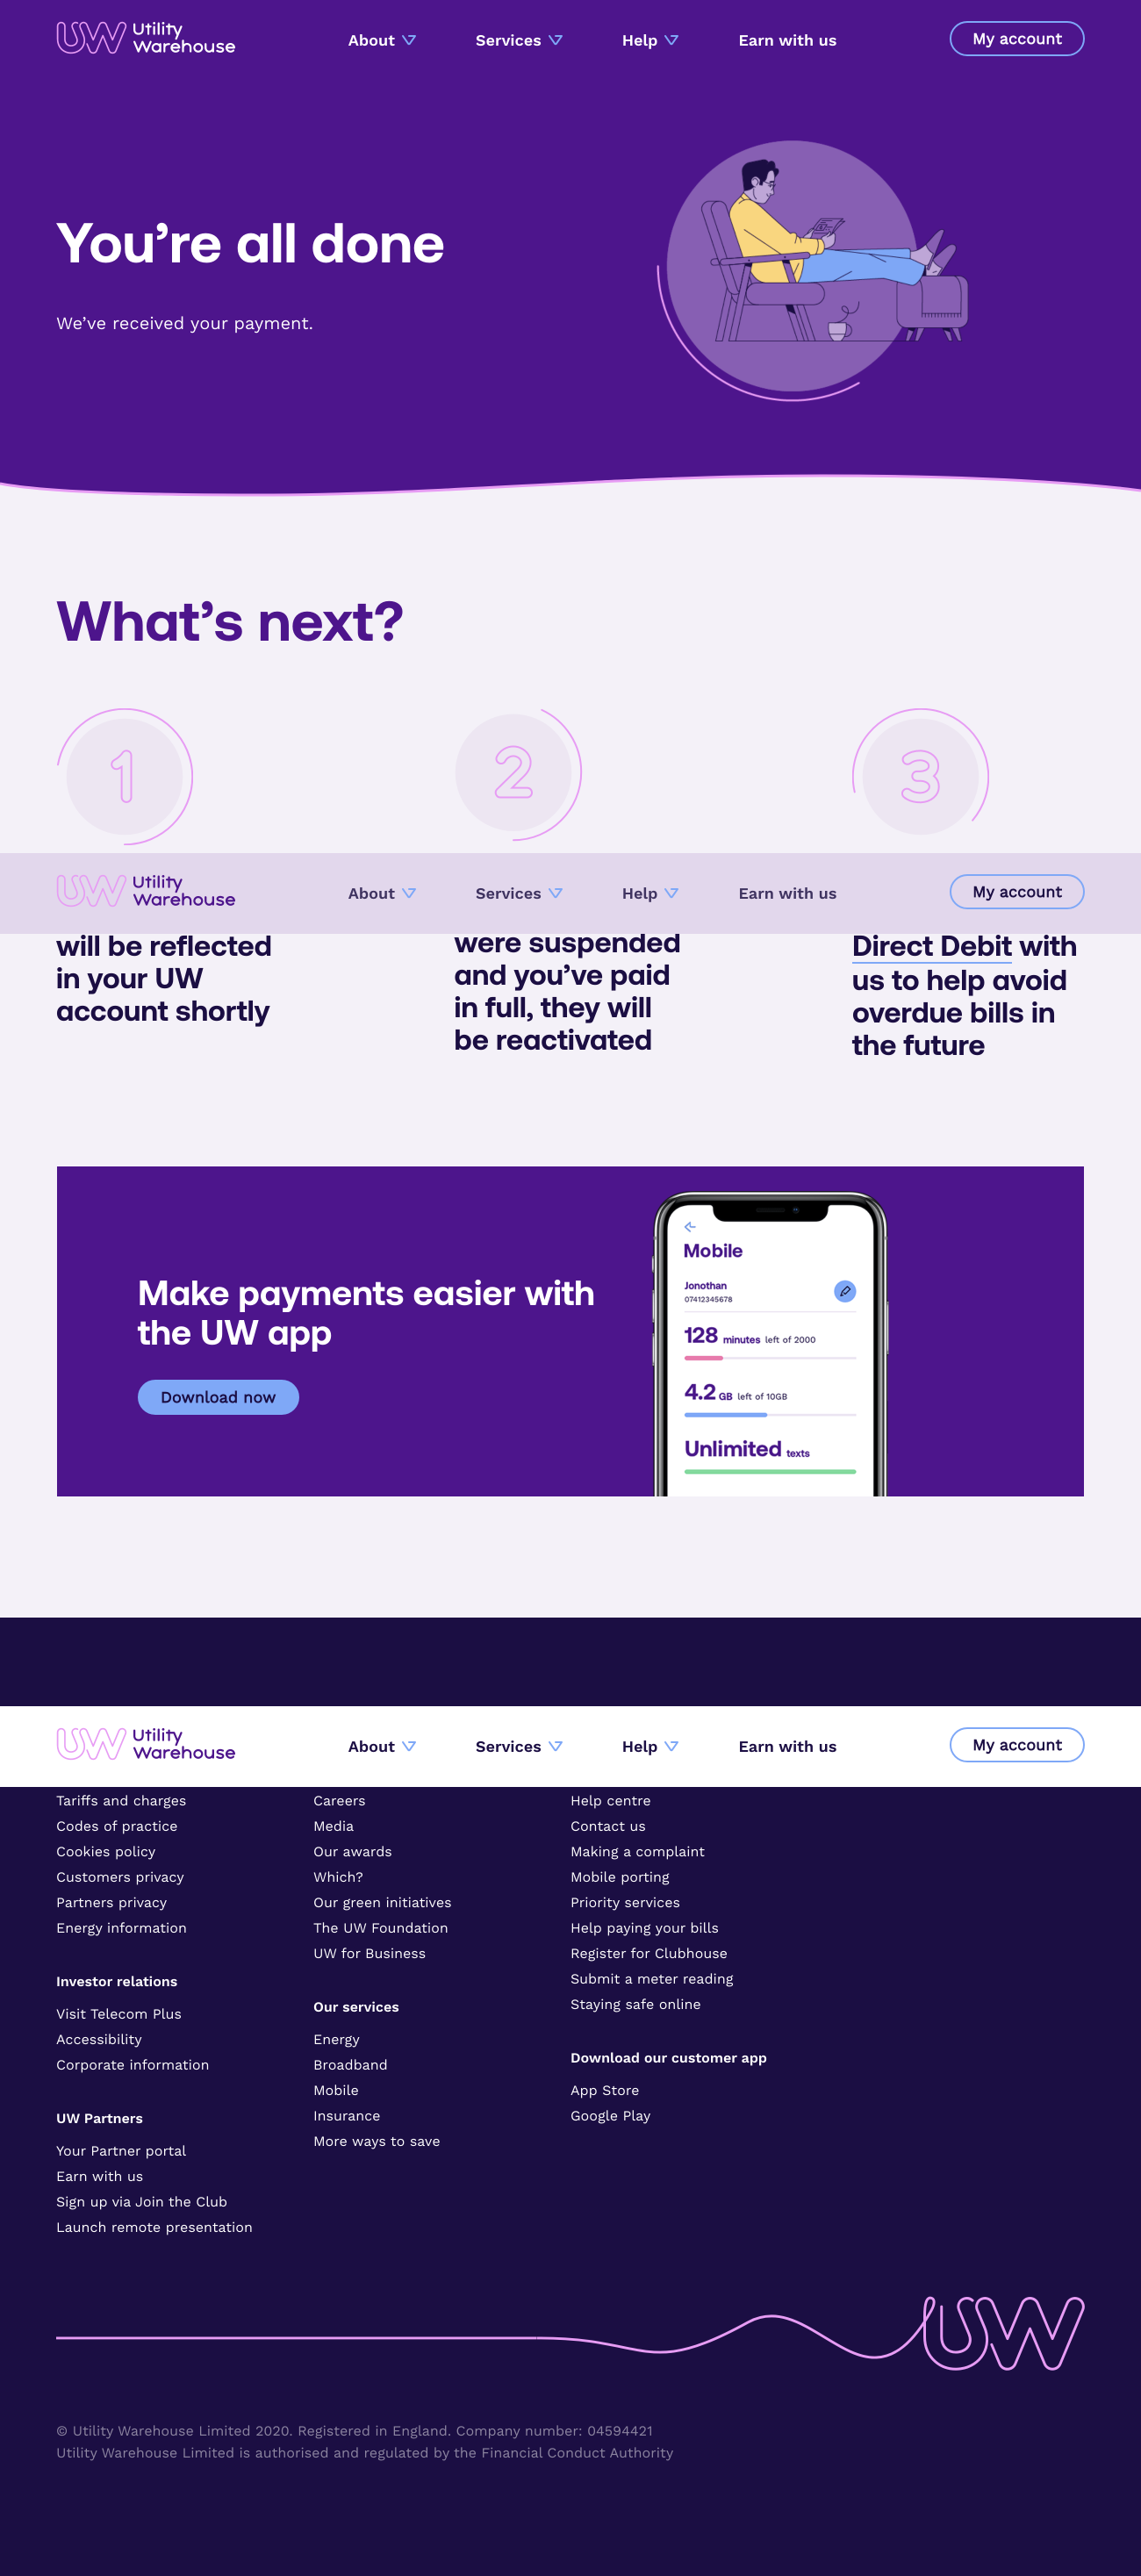 Utility
Warehouse
About
Services
Help
Earn with us
My account
You’re all done
We’ve received your payment.
What’s next?
1
2
3
Utility
Warehouse
About
Services
Help
Earn with us
My account
will be reflected
in your UW
account shortly
were suspended
and you’ve paid
in full, they will
be reactivated
Direct Debit with
us to help avoid
overdue bills in
the future
Make payments easier with
the UW app
Download now
Mobile
Jonothan
07412345678
128 minutes left of 2000
4.2 GB left of 10GB
Unlimited texts
Utility
Warehouse
About
Services
Help
Earn with us
My account
Tariffs and charges
Codes of practice
Cookies policy
Customers privacy
Partners privacy
Energy information
Investor relations
Visit Telecom Plus
Accessibility
Corporate information
UW Partners
Your Partner portal
Earn with us
Sign up via Join the Club
Launch remote presentation
Careers
Media
Our awards
Which?
Our green initiatives
The UW Foundation
UW for Business
Our services
Energy
Broadband
Mobile
Insurance
More ways to save
Help centre
Contact us
Making a complaint
Mobile porting
Priority services
Help paying your bills
Register for Clubhouse
Submit a meter reading
Staying safe online
Download our customer app
App Store
Google Play
UW
© Utility Warehouse Limited 2020. Registered in England. Company number: 04594421
Utility Warehouse Limited is authorised and regulated by the Financial Conduct Authority